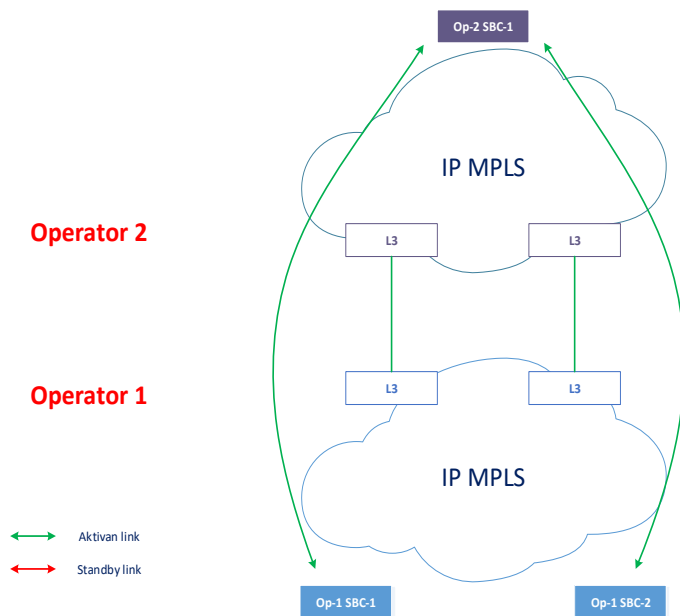 Op-2 SBC-1
IP MPLS
Operator 2
L3
L3
Operator 1
L3
L3
IP MPLS
Aktivan link
Standby link
Op-1 SBC-1
Op-1 SBC-2